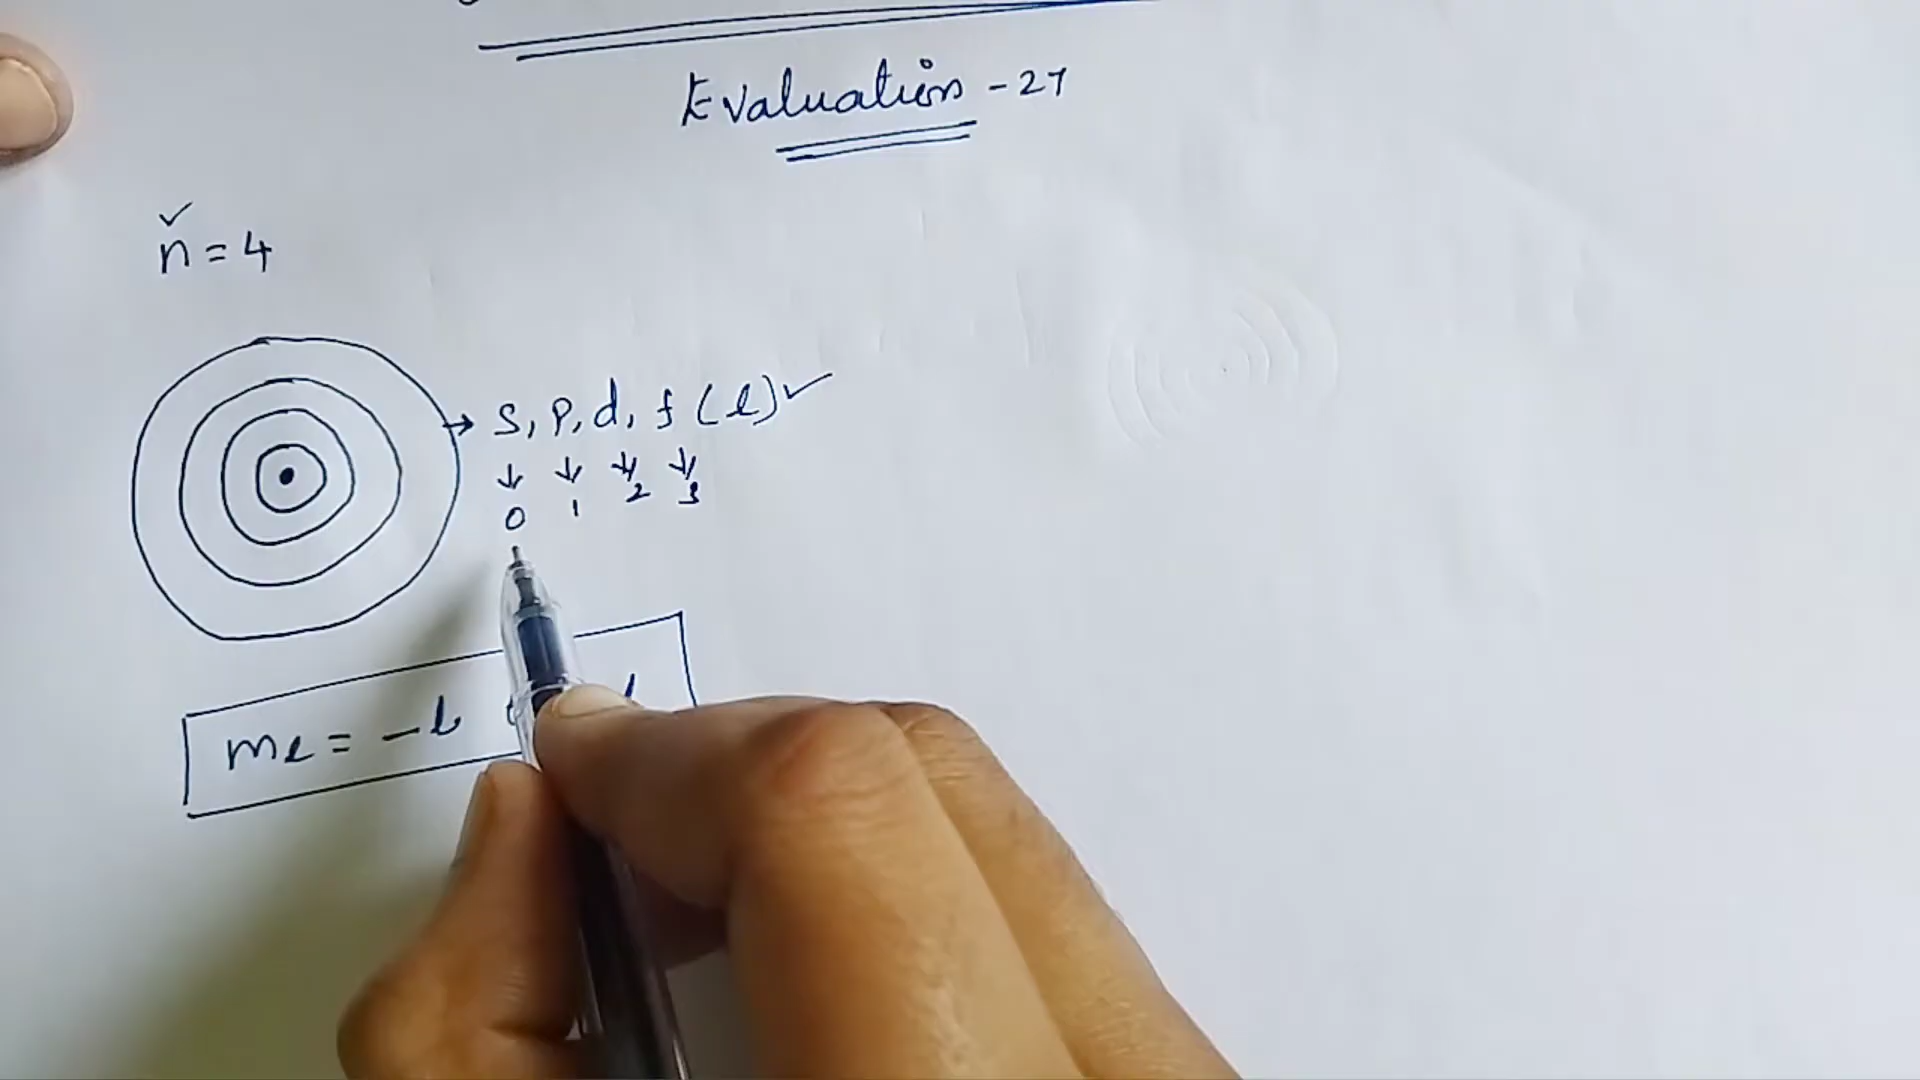 Evaluation - 27
n = 4
→ s, p, d, f (l) ✓
↓ ↓ ↓ ↓
0 1 2 3
ml = -l